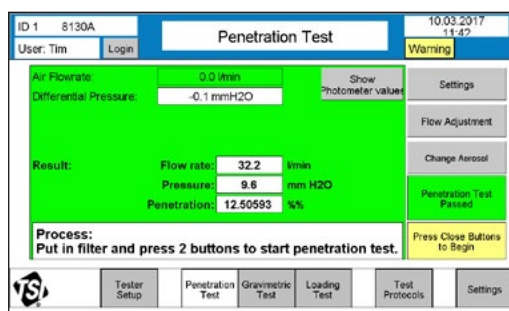 ID 1 8130A
User: Tim
Login
Penetration Test
10.03.2017
11:42
Warning
Air Flowrate: 0.0 l/min
Differential Pressure: -0.1 mmH2O
Show
Photometer values
Result:
Flow rate: 32.2 l/min
Pressure: 9.6 mm H2O
Penetration: 12.50593 %%
Process:
Put in filter and press 2 buttons to start penetration test.
Settings
Flow Adjustment
Change Aerosol
Penetration Test
Passed
Press Close Buttons
to Begin
TSI
Tester
Setup
Penetration
Test
Gravimetric
Test
Loading
Test
Test
Protocols
Settings